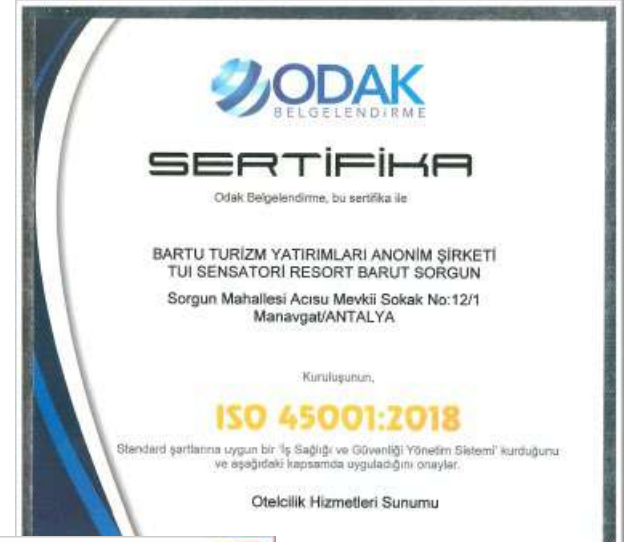 ODAK
BELGELENDİRME
SERTİFİKA
Odak Belgelendirme, bu sertifika ile
BARTU TURİZM YATIRIMLARI ANONİM ŞİRKETİ
TUI SENSATORİ RESORT BARUT SORGUN
Sorgun Mahallesi Acısu Mevkii Sokak No:12/1
Manavgat/ANTALYA
Kuruluşunun,
ISO 45001:2018
Standard şartlarına uygun bir 'İş Sağlığı ve Güvenliği Yönetim Sistemi' kurduğunu
ve aşağıdaki kapsamda uyguladığını onaylar.
Otelcilik Hizmetleri Sunumu